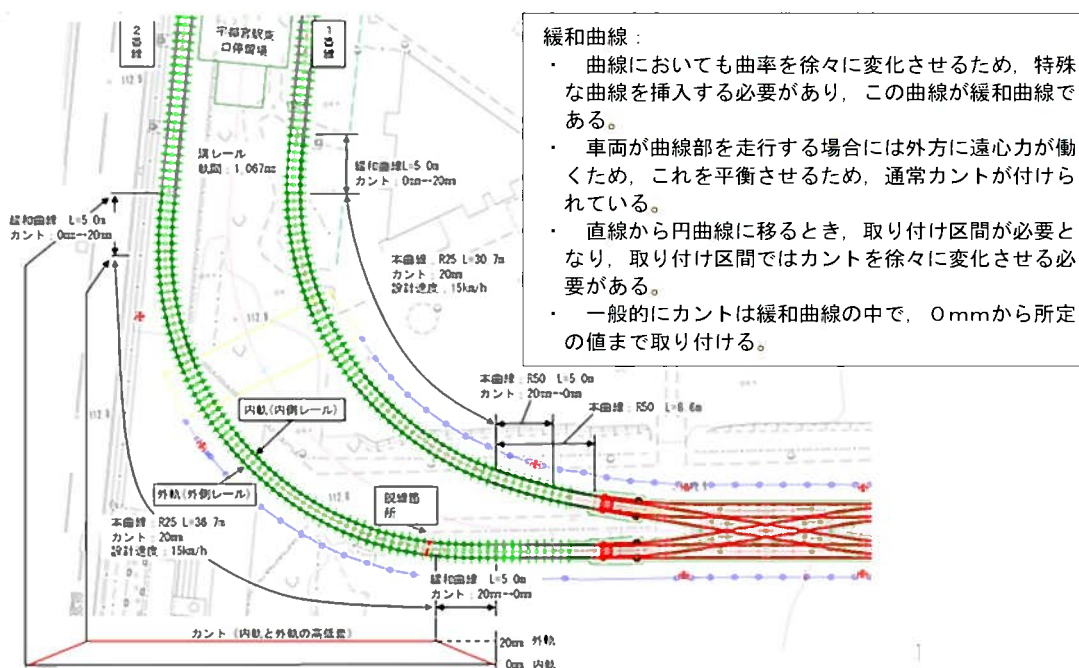 緩和曲線：
・　曲線においても曲率を徐々に変化させるため，特殊
な曲線を挿入する必要があり，この曲線が緩和曲線で
ある。
・　車両が曲線部を走行する場合には外方に遠心力が働
くため，これを平衡させるため，通常カントが付けら
れている。
・　直線から円曲線に移るとき，取り付け区間が必要と
なり，取り付け区間ではカントを徐々に変化させる必
要がある。
・　一般的にカントは緩和曲線の中で，０ｍｍから所定
の値まで取り付ける。
2番線
宇都宮駅東
口停留場
1番線
溝レール
軌間：1,067mm
緩和曲線L=5.0m
カント：0mm→20mm
緩和曲線 L=5.0m
カント：0mm→20mm
本曲線：R25 L=30.7m
カント：20mm
設計速度：15km/h
本曲線：R50 L=5.0m
カント：20mm→0mm
本曲線：R50 L=6.6m
内軌(内側レール)
外軌(外側レール)
脱線箇
所
本曲線：R25 L=36.7m
カント：20mm
設計速度：15km/h
緩和曲線 L=5.0m
カント：20mm→0mm
カント（内軌と外軌の高低差）
20mm 外軌
0mm 内軌
112.9
112.8
112.9
112.8